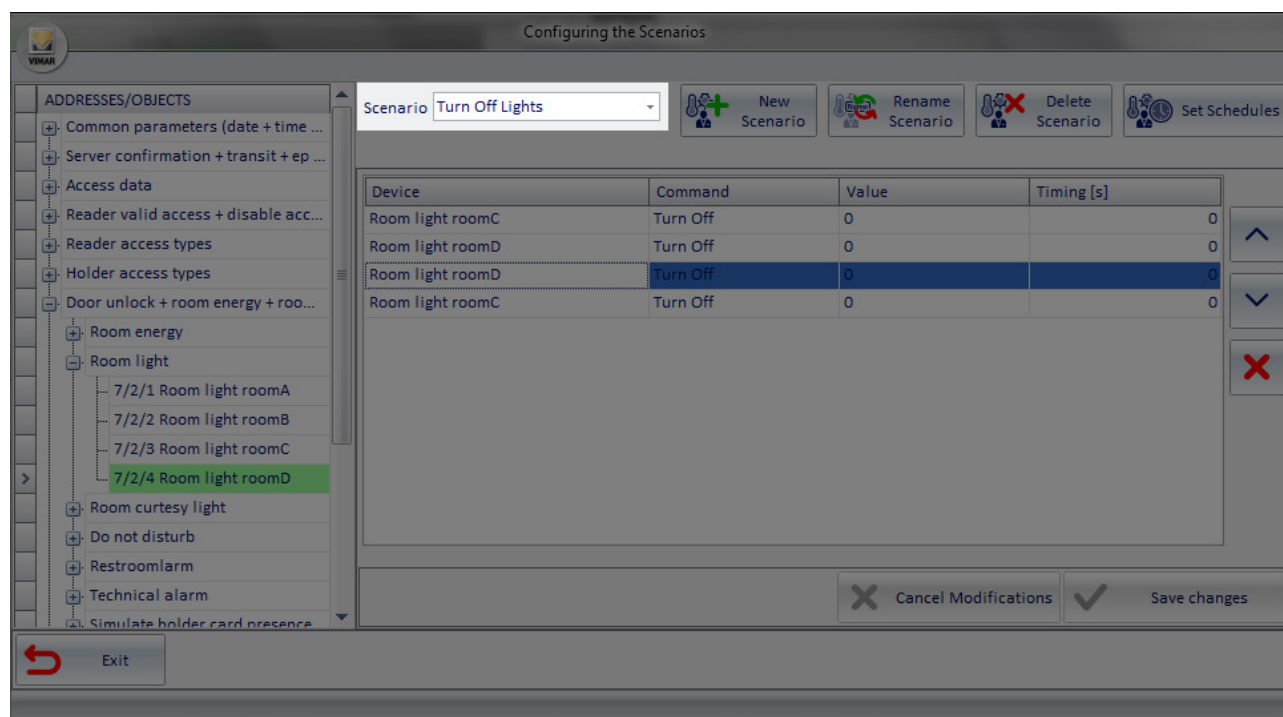 Configuring the Scenarios
VIMAR
ADDRESSES/OBJECTS
Common parameters (date + time ...
Server confirmation + transit + ep ...
Access data
Reader valid access + disable acc...
Reader access types
Holder access types
Door unlock + room energy + roo...
Room energy
Room light
7/2/1 Room light roomA
7/2/2 Room light roomB
7/2/3 Room light roomC
7/2/4 Room light roomD
Room curtesy light
Do not disturb
Restroomlarm
Technical alarm
Simulate holder card presence
Scenario Turn Off Lights
New Scenario
Rename Scenario
Delete Scenario
Set Schedules
Device Command Value Timing [s]
Room light roomC Turn Off 0 0
Room light roomD Turn Off 0 0
Room light roomD Turn Off 0 0
Room light roomC Turn Off 0 0
Cancel Modifications
Save changes
Exit